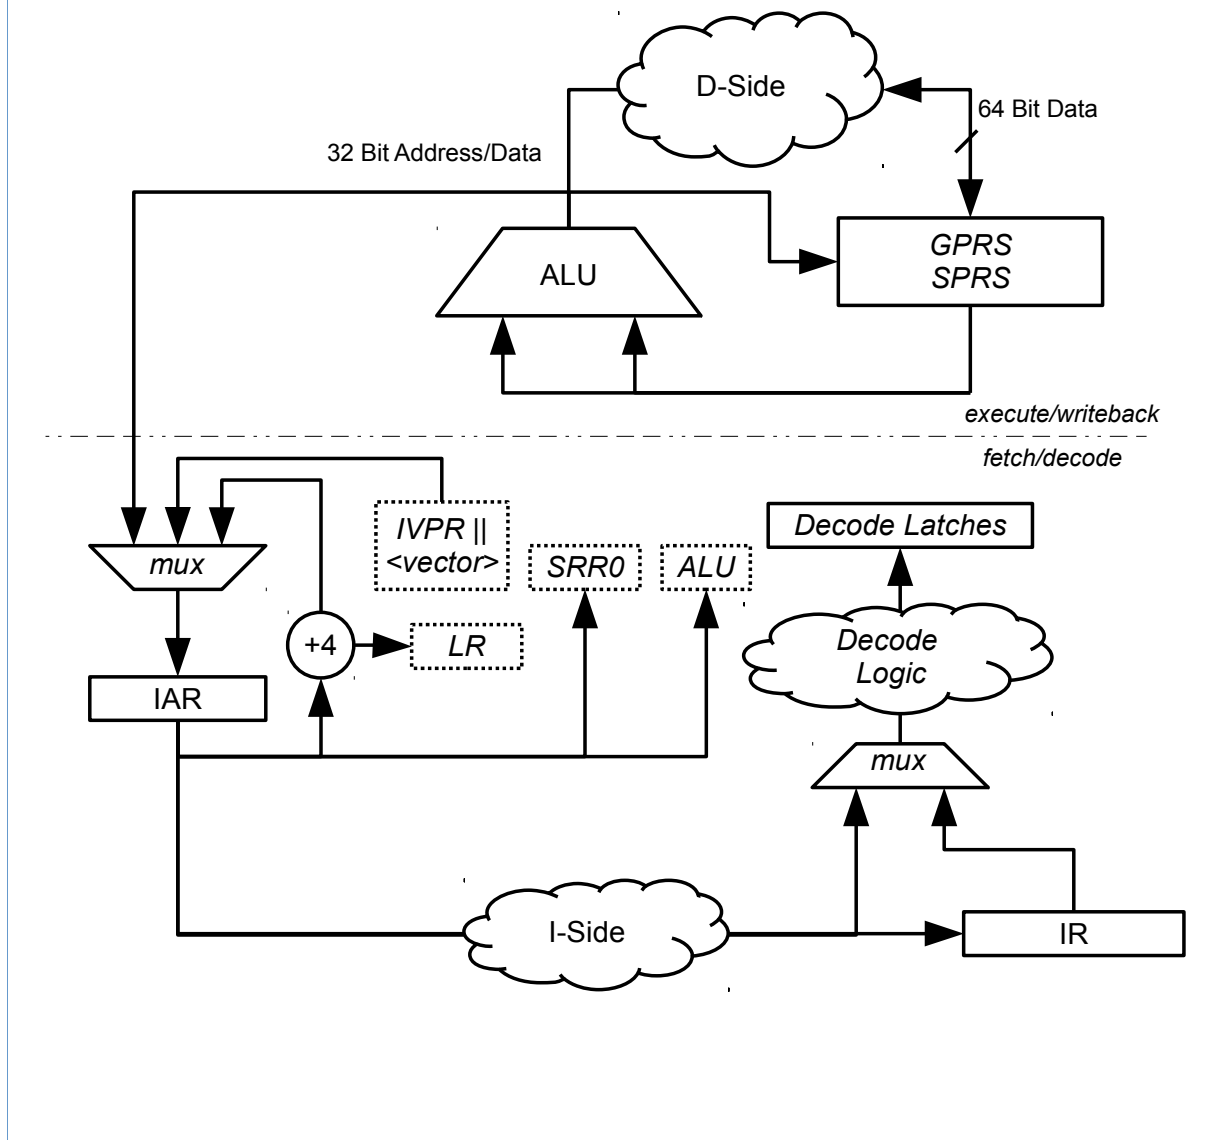 D-Side
64 Bit Data
32 Bit Address/Data
GPRS
SPRS
ALU
execute/writeback
fetch/decode
IVPR ||
<vector>
Decode Latches
mux
SRR0
ALU
+4
LR
Decode
Logic
IAR
mux
I-Side
IR